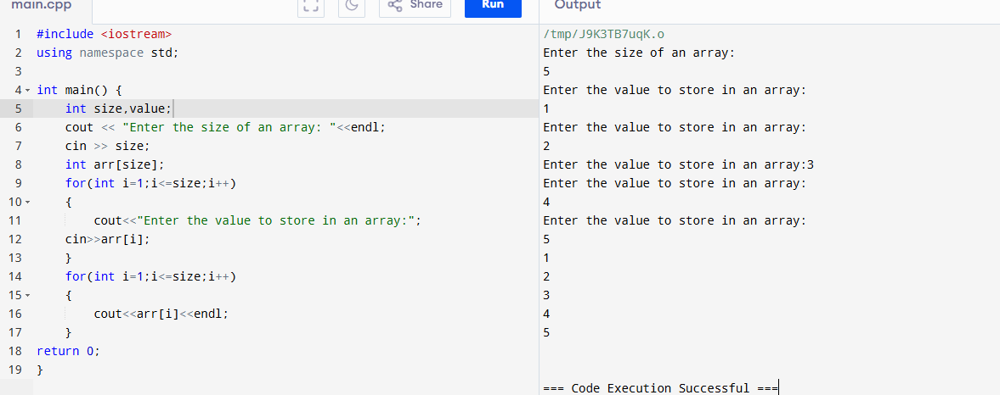 main.cpp
Share
Run
Output
1 #include <iostream>
2 using namespace std;
3
4 int main() {
5 int size,value;
6 cout << "Enter the size of an array: "<<endl;
7 cin >> size;
8 int arr[size];
9 for(int i=1;i<=size;i++)
10 {
11 cout<<"Enter the value to store in an array:";
12 cin>>arr[i];
13 }
14 for(int i=1;i<=size;i++)
15 {
16 cout<<arr[i]<<endl;
17 }
18 return 0;
19 }
/tmp/J9K3TB7uqK.o
Enter the size of an array:
5
Enter the value to store in an array:
1
Enter the value to store in an array:
2
Enter the value to store in an array:3
Enter the value to store in an array:
4
Enter the value to store in an array:
5
1
2
3
4
5
=== Code Execution Successful ===